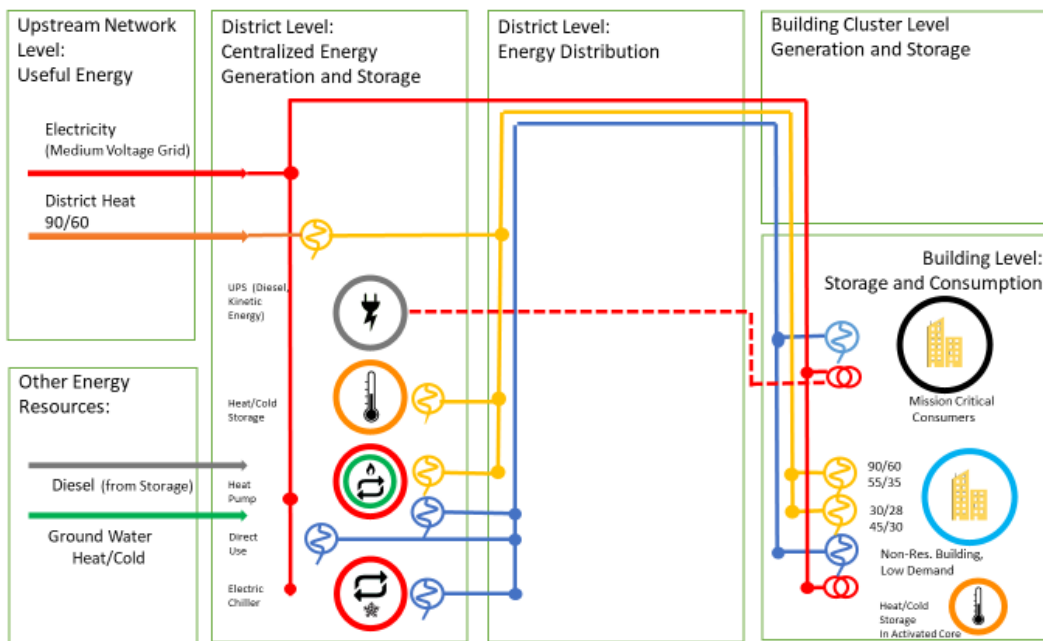 Upstream Network
Level:
Useful Energy
Electricity
(Medium Voltage Grid)
District Heat
90/60
Other Energy
Resources:
Diesel (from Storage)
Ground Water
Heat/Cold
District Level:
Centralized Energy
Generation and Storage
UPS (Diesel,
Kinetic
Energy)
Heat/Cold
Storage
Heat
Pump
Direct
Use
Electric
Chiller
District Level:
Energy Distribution
Building Cluster Level
Generation and Storage
Building Level:
Storage and Consumption
Mission Critical
Consumers
90/60
55/35
30/28
45/30
Non-Res. Building,
Low Demand
Heat/Cold
Storage
In Activated Core